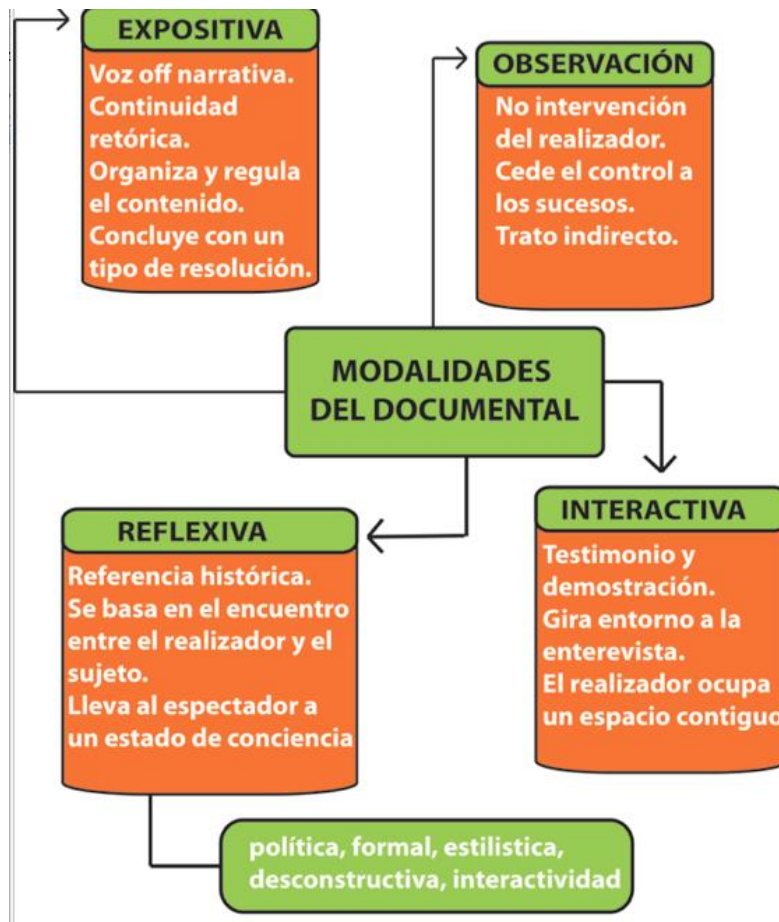 EXPOSITIVA
Voz off narrativa.
Continuidad
retórica.
Organiza y regula
el contenido.
Concluye con un
tipo de resolución.
OBSERVACIÓN
No intervención
del realizador.
Cede el control a
los sucesos.
Trato indirecto.
MODALIDADES
DEL DOCUMENTAL
REFLEXIVA
Referencia histórica.
Se basa en el encuentro
entre el realizador y el
sujeto.
Lleva al espectador a
un estado de conciencia
INTERACTIVA
Testimonio y
demostración.
Gira entorno a la
enterevista.
El realizador ocupa
un espacio contiguo
política, formal, estilistica,
desconstructiva, interactividad